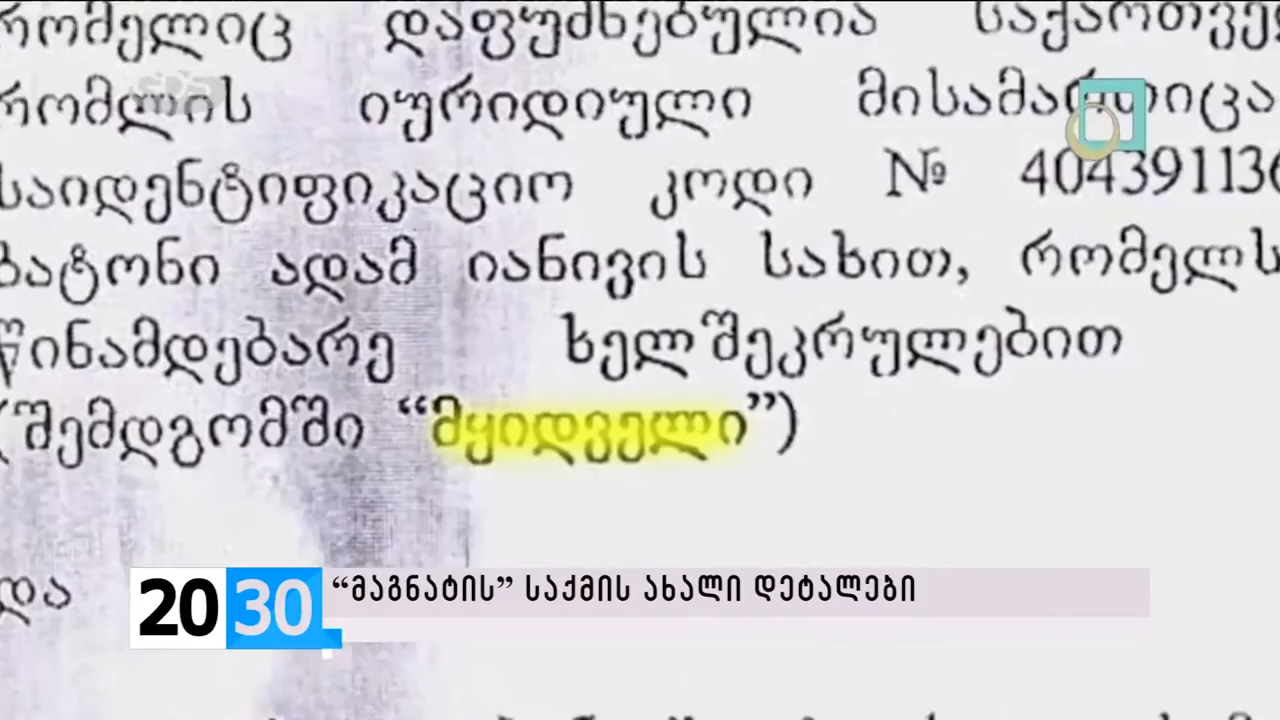 რომელიც დაფუძნებულია
რომლის იურიდიული მისამართიცა
საიდენტიფიკაციო კოდი № 404391136
ბატონი ადამ იანივის სახით, რომელს
წინამდებარე ხელშეკრულებით
(შემდგომში “მყიდველი”)
და
2030 “მაგნატის” საქმის ახალი დეტალები